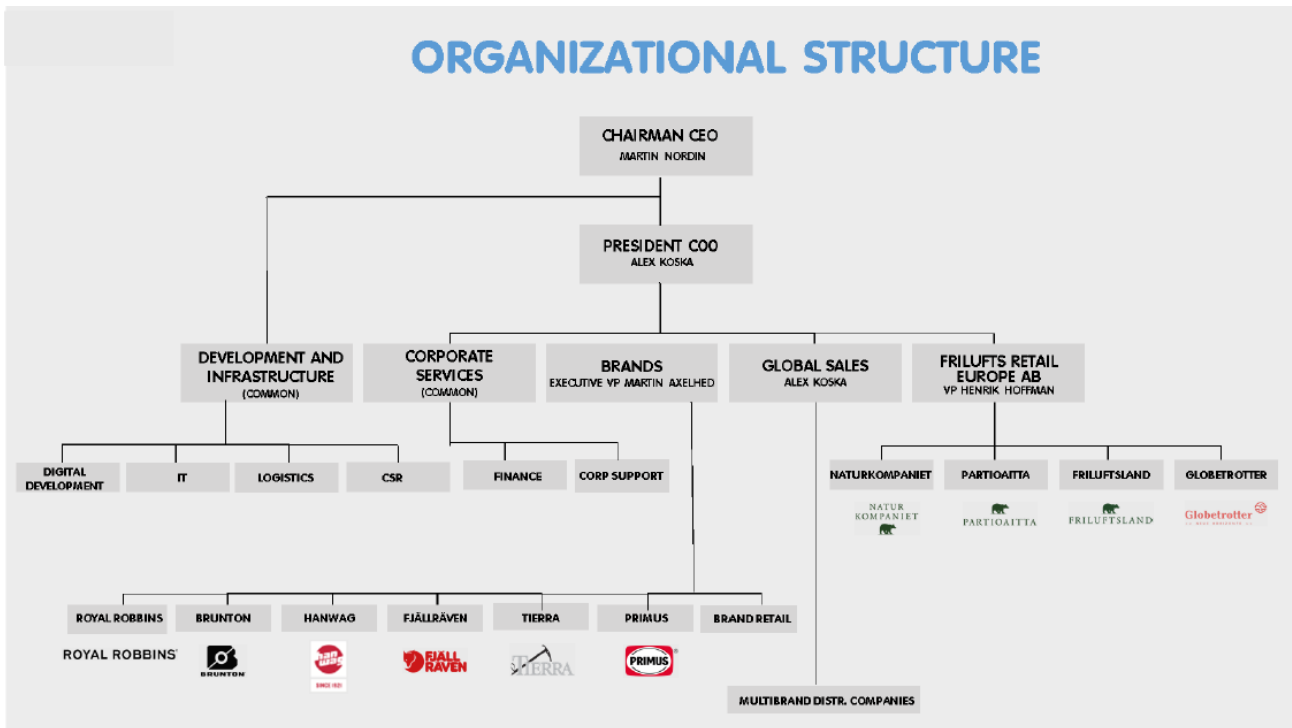 ORGANIZATIONAL STRUCTURE
CHAIRMAN CEO
MARTIN NORDIN
PRESIDENT COO
ALEX KOSKA
DEVELOPMENT AND
INFRASTRUCTURE
(COMMON)
CORPORATE
SERVICES
(COMMON)
BRANDS
EXECUTIVE VP MARTIN AXELHED
GLOBAL SALES
ALEX KOSKA
FRILUFTS RETAIL
EUROPE AB
VP HENRIK HOFFMAN
DIGITAL
DEVELOPMENT
IT
LOGISTICS
CSR
FINANCE
CORP SUPPORT
NATURKOMPANIET
PARTIOAITTA
FRILUFTSLAND
GLOBETROTTER
NATUR
KOMPANIET
PARTIOAITTA
FRILUFTSLAND
Globetrotter
ROYAL ROBBINS
BRUNTON
HANWAG
FJÄLLRÄVEN
TIERRA
PRIMUS
BRAND RETAIL
ROYAL ROBBINS
BRUNTON
hanwag
SINCE 1921
FJÄLL
RÄVEN
TIERRA
PRIMUS®
MULTIBRAND DISTR. COMPANIES